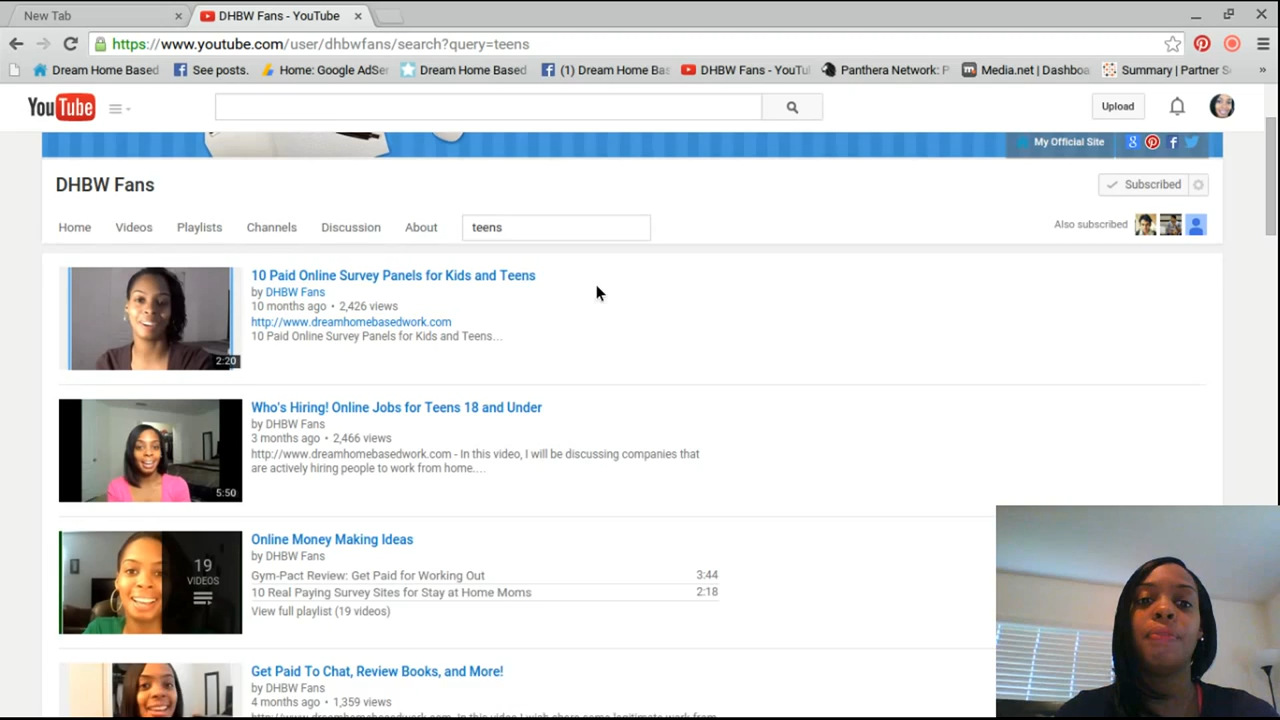 New Tab
DHBW Fans - YouTube
https://www.youtube.com/user/dhbwfans/search?query=teens
Dream Home Based
See posts.
Home: Google AdSer
Dream Home Based
(1) Dream Home Bas
DHBW Fans - YouTu
Panthera Network: P
Media.net | Dashboa
Summary | Partner S
»
YouTube
Upload
My Official Site
DHBW Fans
Subscribed
Home
Videos
Playlists
Channels
Discussion
About
teens
Also subscribed
10 Paid Online Survey Panels for Kids and Teens
by DHBW Fans
10 months ago • 2,426 views
http://www.dreamhomebasedwork.com
10 Paid Online Survey Panels for Kids and Teens...
2:20
Who's Hiring! Online Jobs for Teens 18 and Under
by DHBW Fans
3 months ago • 2,466 views
http://www.dreamhomebasedwork.com - In this video, I will be discussing companies that
are actively hiring people to work from home....
5:50
Online Money Making Ideas
by DHBW Fans
19
VIDEOS
Gym-Pact Review: Get Paid for Working Out 3:44
10 Real Paying Survey Sites for Stay at Home Moms 2:18
View full playlist (19 videos)
Get Paid To Chat, Review Books, and More!
by DHBW Fans
4 months ago • 1,359 views